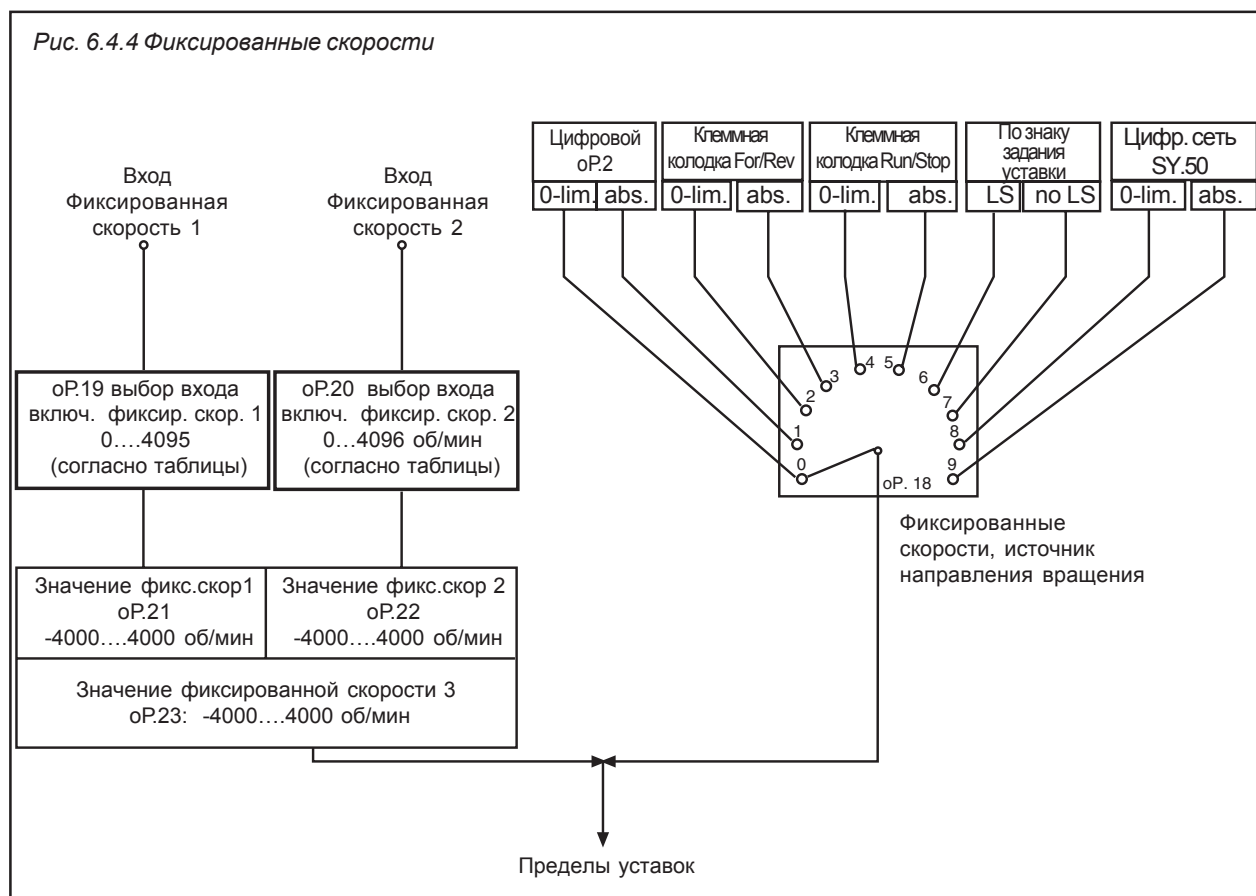 Рис. 6.4.4 Фиксированные скорости
Цифровой
оР.2
0-lim.
abs.
Клеммная
колодка For/Rev
0-lim.
abs.
Клеммная
колодка Run/Stop
0-lim.
abs.
По знаку
задания
уставки
LS
no LS
Цифр. сеть
SY.50
0-lim.
abs.
Вход
Фиксированная
скорость 1
Вход
Фиксированная
скорость 2
0
1
2
3
4
5
6
7
8
9
оР. 18
Фиксированные
скорости, источник
направления вращения
оР.19 выбор входа
включ. фиксир. скор. 1
0....4095
(согласно таблицы)
оР.20 выбор входа
включ. фиксир. скор. 2
0...4096 об/мин
(согласно таблицы)
Значение фикс.скор1
оР.21
-4000....4000 об/мин
Значение фикс.скор 2
оР.22
-4000....4000 об/мин
Значение фиксированной скорости 3
оР.23: -4000....4000 об/мин
Пределы уставок